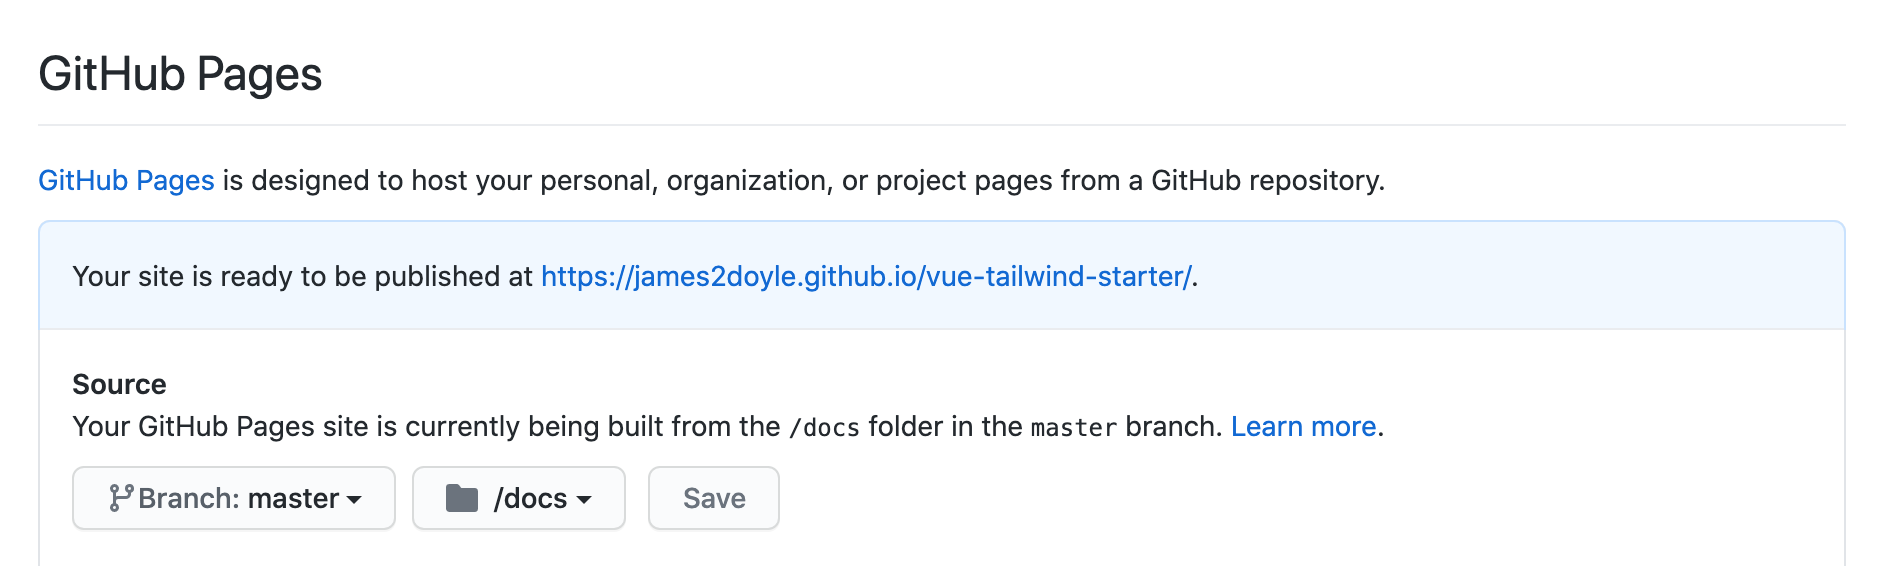 GitHub Pages
GitHub Pages is designed to host your personal, organization, or project pages from a GitHub repository.
Your site is ready to be published at https://james2doyle.github.io/vue-tailwind-starter/.
Source
Your GitHub Pages site is currently being built from the /docs folder in the master branch. Learn more.
Branch: master /docs Save